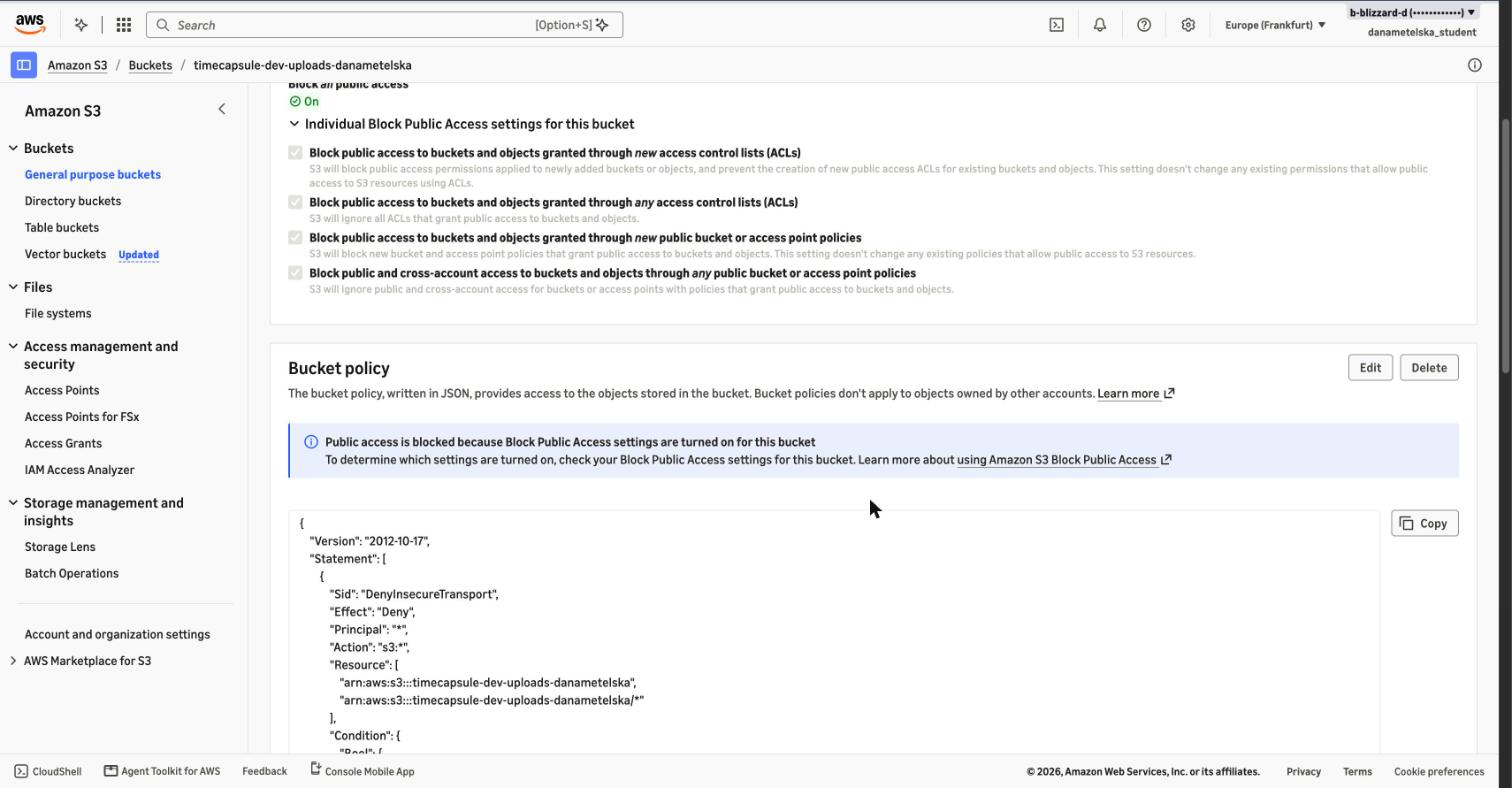 aws
Search
[Option+S]
Europe (Frankfurt)
b-blizzard-d (············)
danametelska_student
Amazon S3 / Buckets / timecapsule-dev-uploads-danametelska
Amazon S3
Buckets
General purpose buckets
Directory buckets
Table buckets
Vector buckets Updated
Files
File systems
Access management and
security
Access Points
Access Points for FSx
Access Grants
IAM Access Analyzer
Storage management and
insights
Storage Lens
Batch Operations
Account and organization settings
AWS Marketplace for S3
Block all public access
On
Individual Block Public Access settings for this bucket
Block public access to buckets and objects granted through new access control lists (ACLs)
S3 will block public access permissions applied to newly added buckets or objects, and prevent the creation of new public access ACLs for existing buckets and objects. This setting doesn't change any existing permissions that allow public
access to S3 resources using ACLs.
Block public access to buckets and objects granted through any access control lists (ACLs)
S3 will ignore all ACLs that grant public access to buckets and objects.
Block public access to buckets and objects granted through new public bucket or access point policies
S3 will block new bucket and access point policies that grant public access to buckets and objects. This setting doesn't change any existing policies that allow public access to S3 resources.
Block public and cross-account access to buckets and objects through any public bucket or access point policies
S3 will ignore public and cross-account access for buckets or access points with policies that grant public access to buckets and objects.
Bucket policy
Edit
Delete
The bucket policy, written in JSON, provides access to the objects stored in the bucket. Bucket policies don't apply to objects owned by other accounts. Learn more
Public access is blocked because Block Public Access settings are turned on for this bucket
To determine which settings are turned on, check your Block Public Access settings for this bucket. Learn more about using Amazon S3 Block Public Access
Copy
{
"Version": "2012-10-17",
"Statement": [
{
"Sid": "DenyInsecureTransport",
"Effect": "Deny",
"Principal": "*",
"Action": "s3:*",
"Resource": [
"arn:aws:s3:::timecapsule-dev-uploads-danametelska",
"arn:aws:s3:::timecapsule-dev-uploads-danametelska/*"
],
"Condition": {
"Bool": {
CloudShell
Agent Toolkit for AWS
Feedback
Console Mobile App
© 2026, Amazon Web Services, Inc. or its affiliates.
Privacy
Terms
Cookie preferences